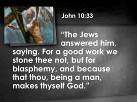 John 10:33
“The Jews
answered him,
saying. For a good work we
stone thee not, but for
blasphemy, and because
that thou, being a man,
makes thyself God.”